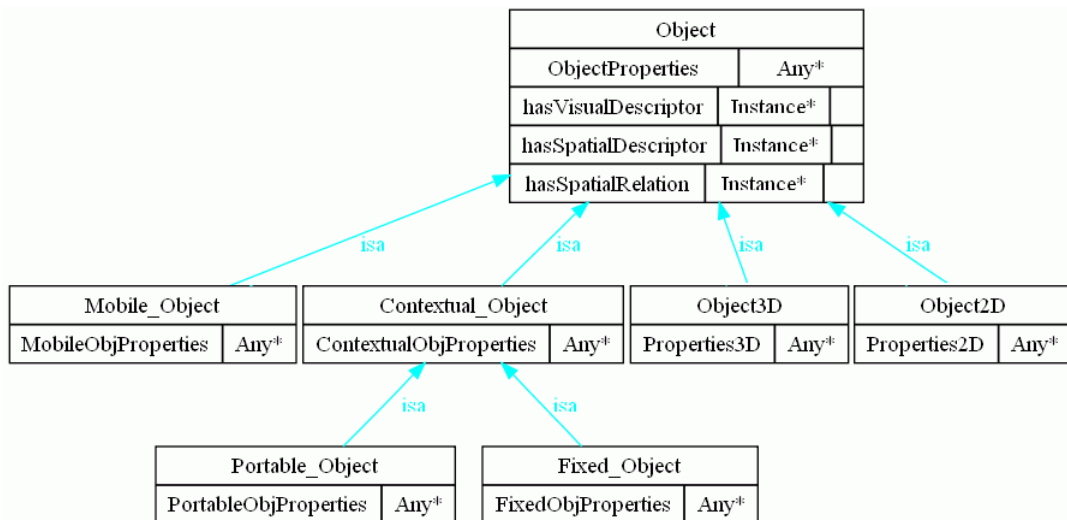 Object
ObjectProperties Any*
hasVisualDescriptor Instance*
hasSpatialDescriptor Instance*
hasSpatialRelation Instance*
isa isa isa isa
Mobile_Object Contextual_Object Object3D Object2D
MobileObjProperties Any* ContextualObjProperties Any* Properties3D Any* Properties2D Any*
isa isa
Portable_Object Fixed_Object
PortableObjProperties Any* FixedObjProperties Any*